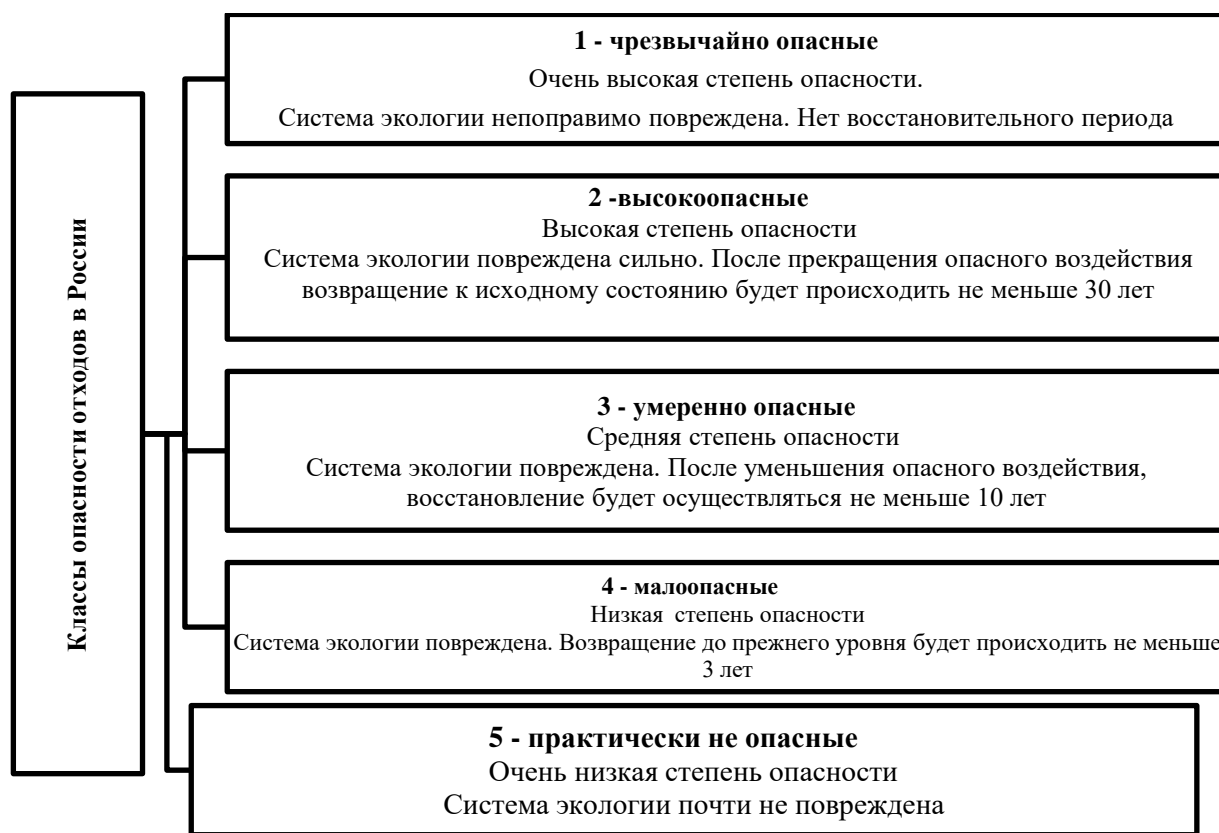 Классы опасности отходов в России
1 - чрезвычайно опасные
Очень высокая степень опасности.
Система экологии непоправимо повреждена. Нет восстановительного периода
2 -высокоопасные
Высокая степень опасности
Система экологии повреждена сильно. После прекращения опасного воздействия
возвращение к исходному состоянию будет происходить не меньше 30 лет
3 - умеренно опасные
Средняя степень опасности
Система экологии повреждена. После уменьшения опасного воздействия,
восстановление будет осуществляться не меньше 10 лет
4 - малоопасные
Низкая степень опасности
Система экологии повреждена. Возвращение до прежнего уровня будет происходить не меньше
3 лет
5 - практически не опасные
Очень низкая степень опасности
Система экологии почти не повреждена